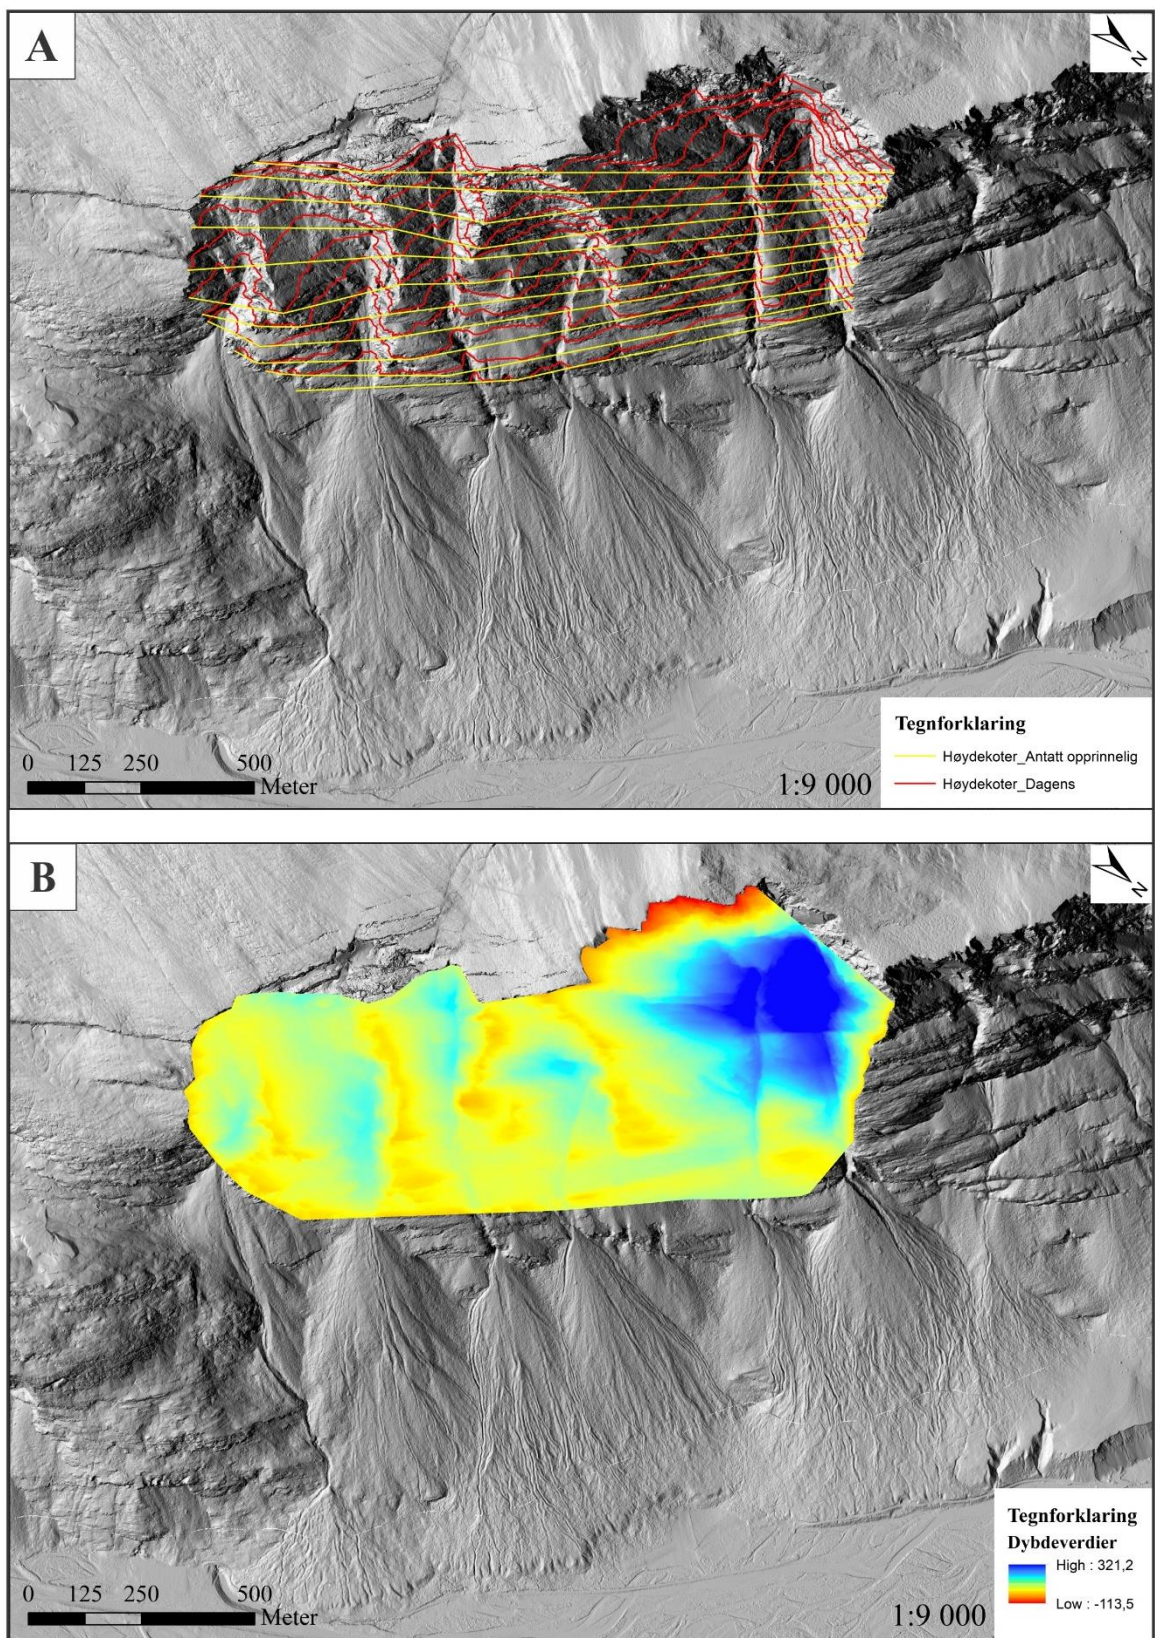 A
N
Tegnforklaring
Høydekoter_Antatt opprinnelig
Høydekoter_Dagens
0 125 250 500
Meter
1:9 000
B
N
Tegnforklaring
Dybdeverdier
High : 321,2
Low : -113,5
0 125 250 500
Meter
1:9 000